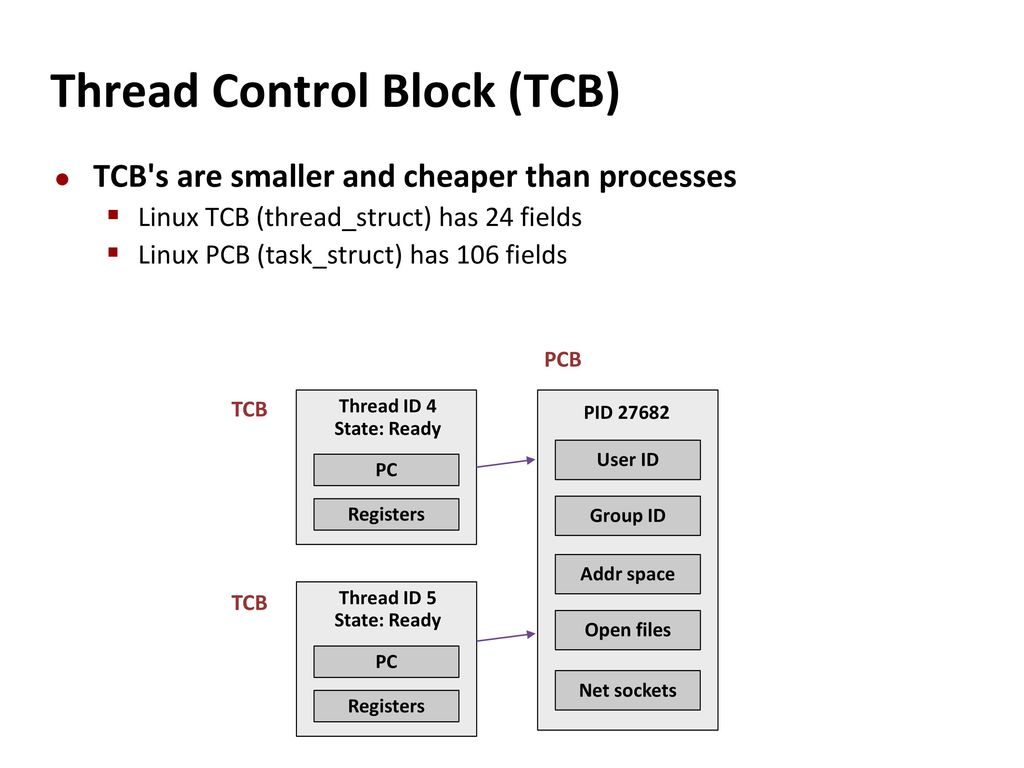 Thread Control Block (TCB)
TCB's are smaller and cheaper than processes
Linux TCB (thread_struct) has 24 fields
Linux PCB (task_struct) has 106 fields
PCB
TCB
Thread ID 4
State: Ready
PC
Registers
TCB
Thread ID 5
State: Ready
PC
Registers
PID 27682
User ID
Group ID
Addr space
Open files
Net sockets